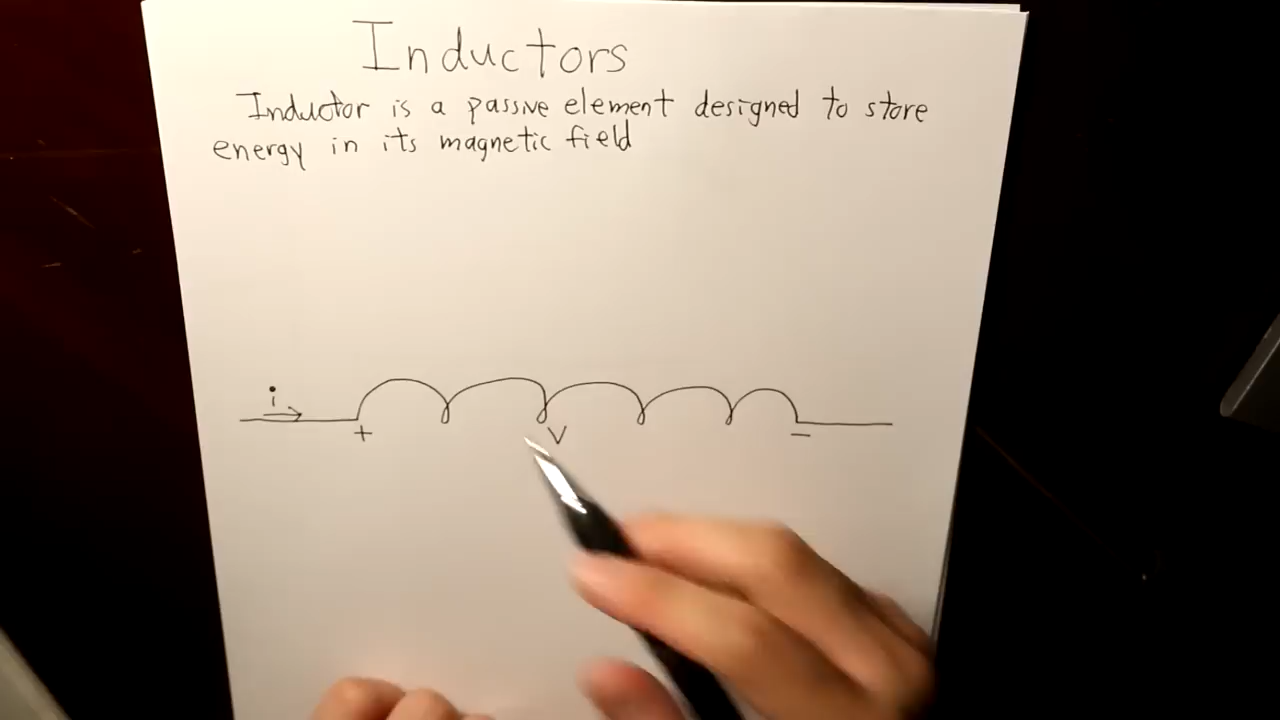 Inductors
Inductor is a passive element designed to store
energy in its magnetic field
i
+ V −